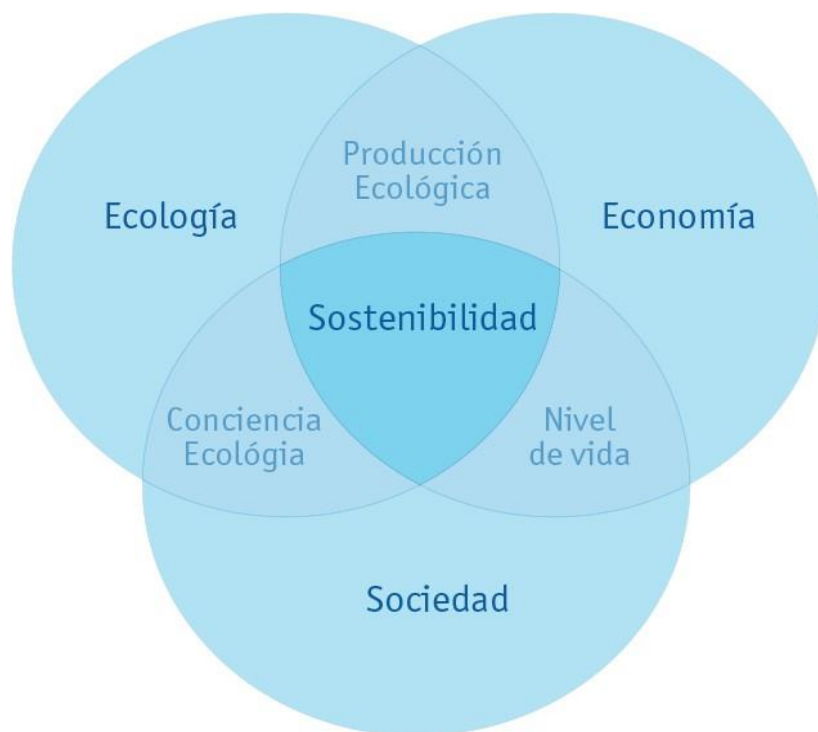 Producción
Ecológica
Ecología
Economía
Sostenibilidad
Conciencia
Ecológia
Nivel
de vida
Sociedad